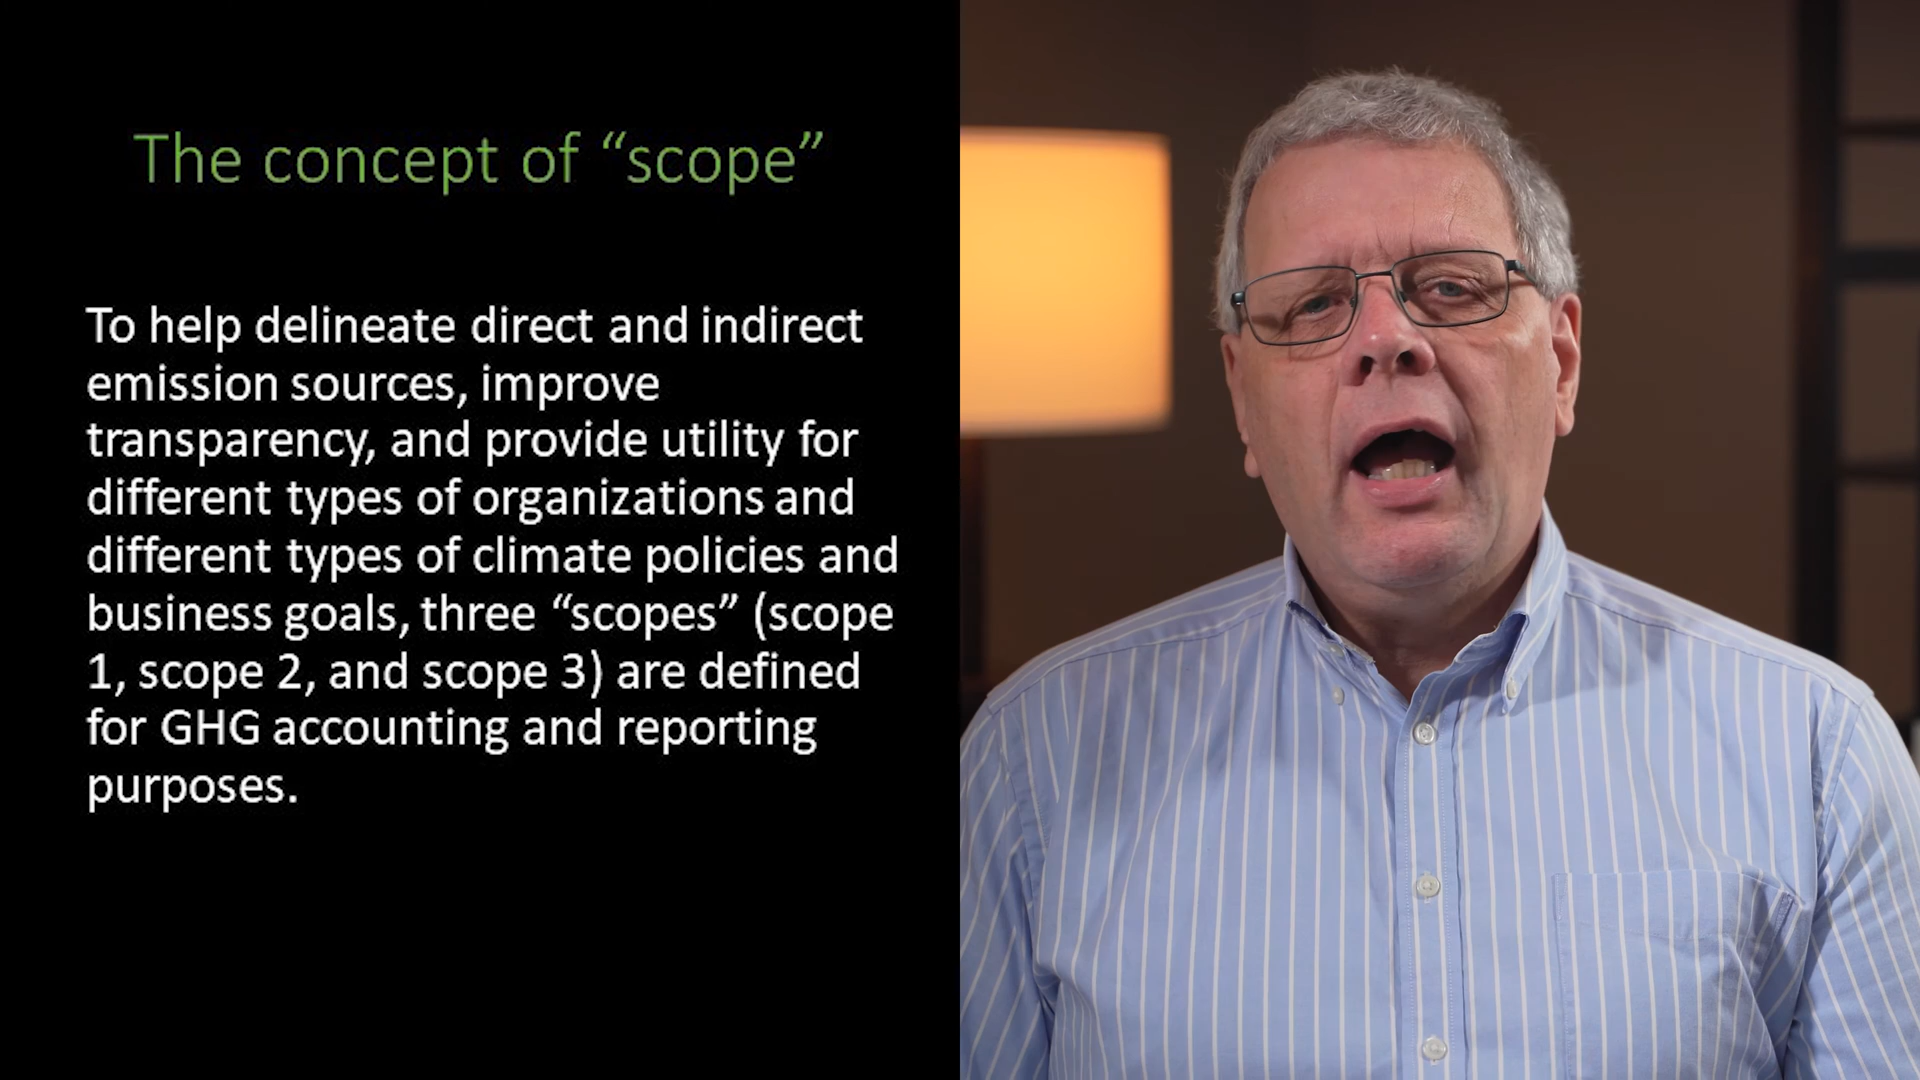 The concept of “scope”
To help delineate direct and indirect
emission sources, improve
transparency, and provide utility for
different types of organizations and
different types of climate policies and
business goals, three “scopes” (scope
1, scope 2, and scope 3) are defined
for GHG accounting and reporting
purposes.